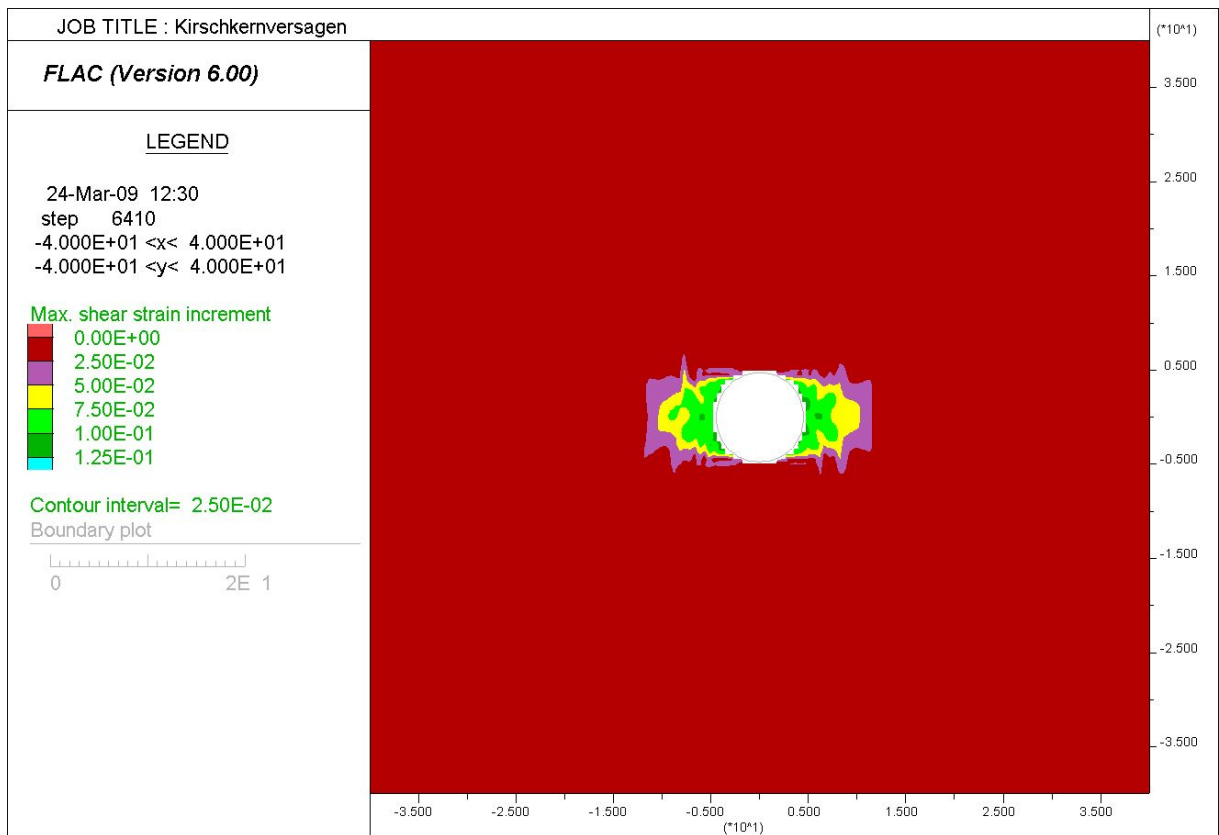 JOB TITLE : Kirschkernversagen
FLAC (Version 6.00)
LEGEND
24-Mar-09 12:30
step 6410
-4.000E+01 <x< 4.000E+01
-4.000E+01 <y< 4.000E+01
Max. shear strain increment
0.00E+00
2.50E-02
5.00E-02
7.50E-02
1.00E-01
1.25E-01
Contour interval= 2.50E-02
Boundary plot
0 2E 1
(*10^1)
3.500
2.500
1.500
0.500
-0.500
-1.500
-2.500
-3.500
-3.500 -2.500 -1.500 -0.500 0.500 1.500 2.500 3.500
(*10^1)